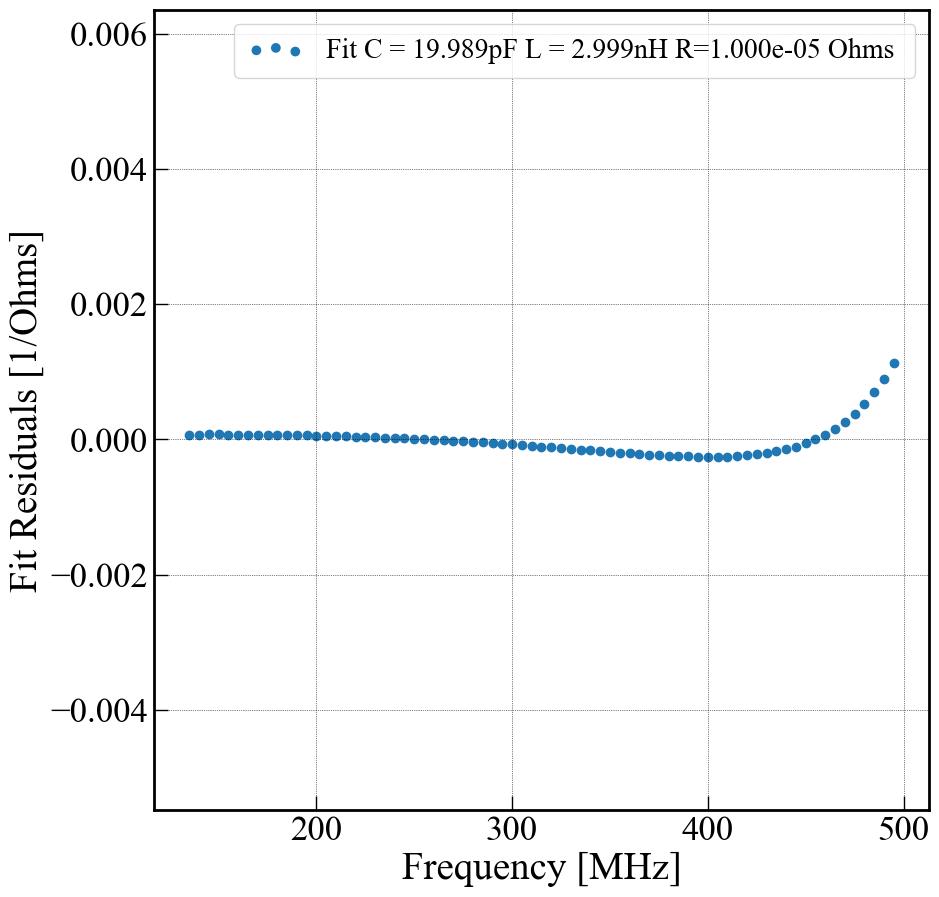 Fit C = 19.989pF L = 2.999nH R=1.000e-05 Ohms
0.006
0.004
0.002
0.000
−0.002
−0.004
Fit Residuals [1/Ohms]
200 300 400 500
Frequency [MHz]